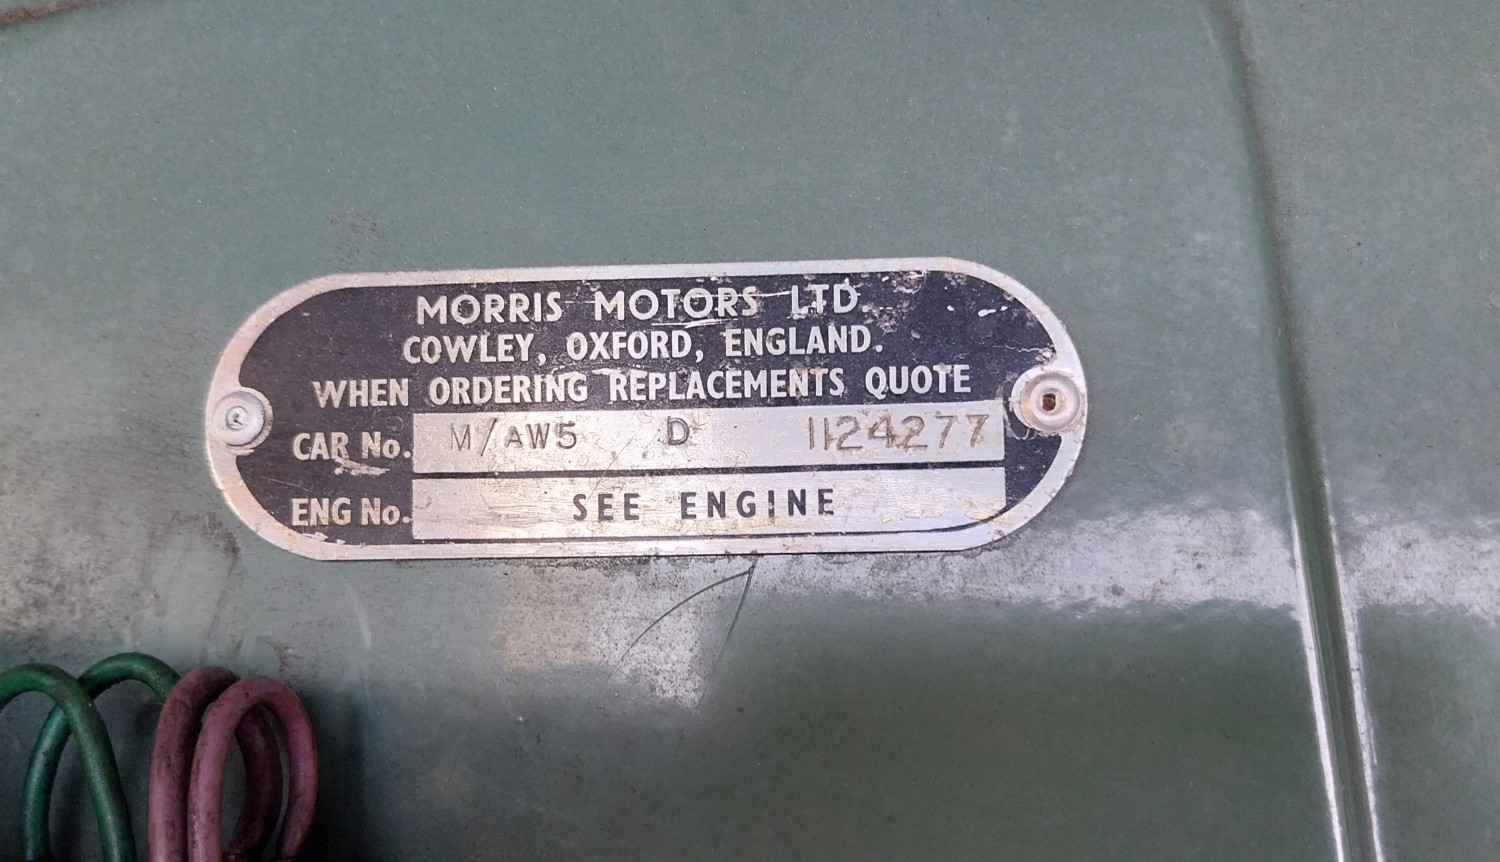 MORRIS MOTORS LTD.
COWLEY, OXFORD, ENGLAND.
WHEN ORDERING REPLACEMENTS QUOTE
CAR No. M/AW5 D 1124277
ENG No. SEE ENGINE